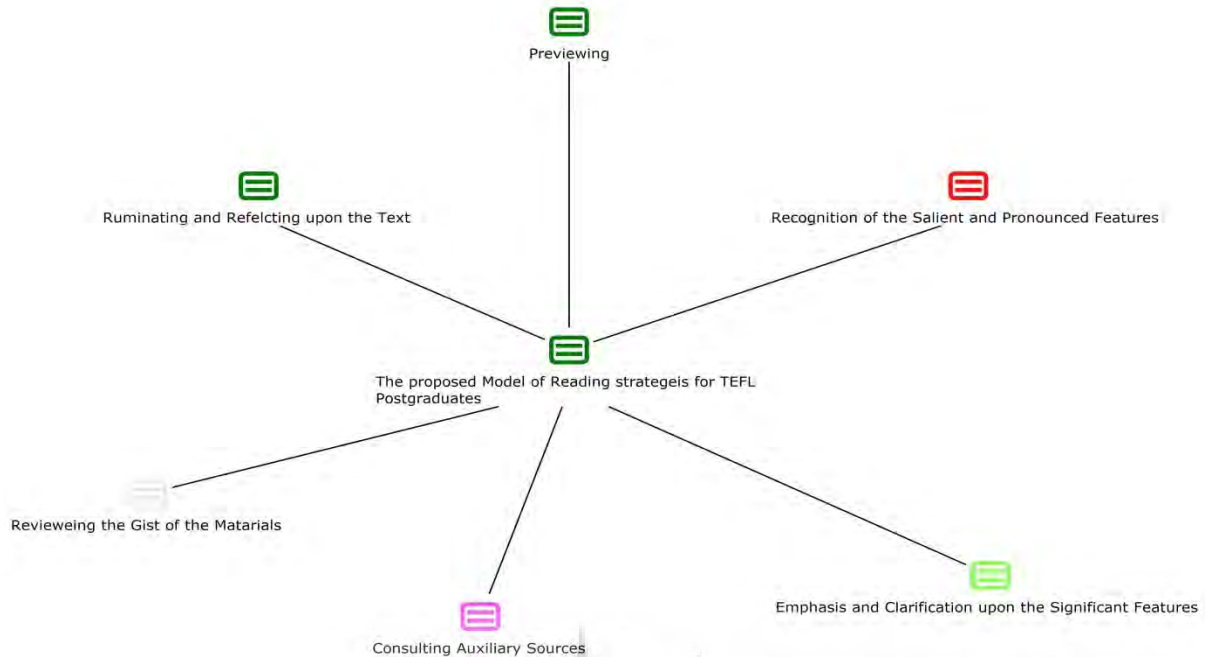 Previewing
Ruminating and Refelcting upon the Text
Recognition of the Salient and Pronounced Features
The proposed Model of Reading strategeis for TEFL
Postgraduates
Revieweing the Gist of the Matarials
Emphasis and Clarification upon the Significant Features
Consulting Auxiliary Sources